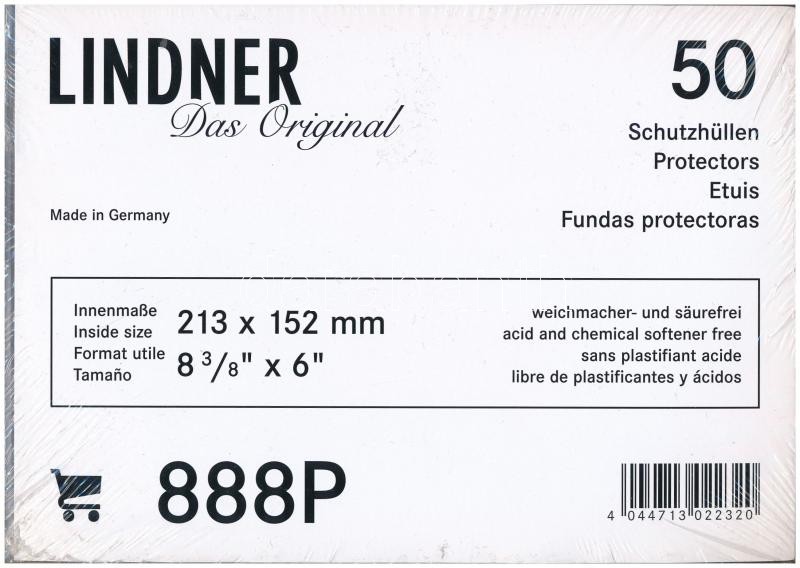 LINDNER
Das Original
50
Schutzhüllen
Protectors
Etuis
Fundas protectoras
Made in Germany
Innenmaße
Inside size
Format utile
Tamaño
213 x 152 mm
8 3/8" x 6"
weichmacher- und säurefrei
acid and chemical softener free
sans plastifiant acide
libre de plastificantes y ácidos
888P
4 044713 022320